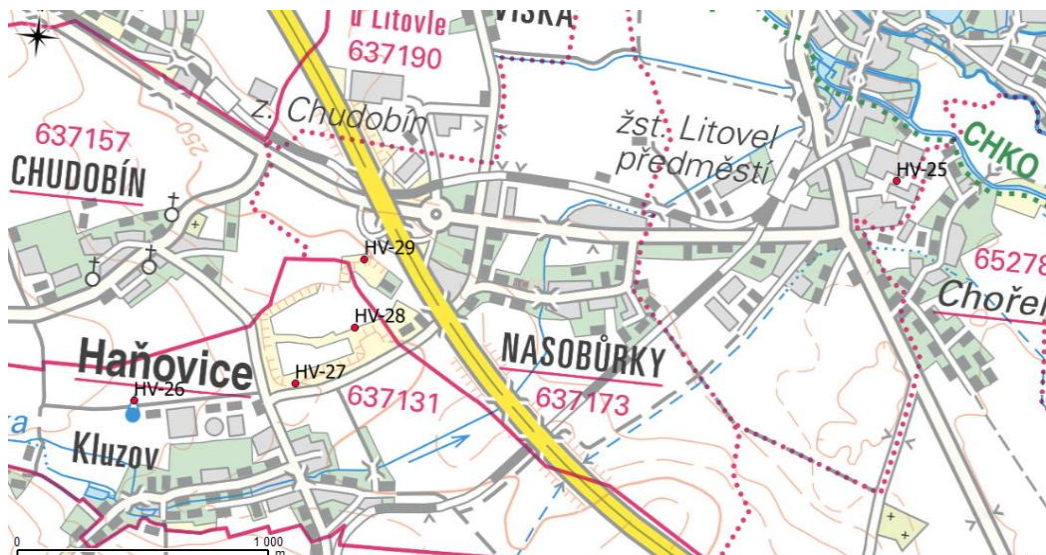 u Litovle
637190
VÍSKA
z. Chudobín
250
637157
CHUDOBÍN
žst. Litovel
předměstí
CHKO
HV-25
HV-29
65278
Chořel
HV-28
NASOBŮRKY
Haňovice
HV-27
HV-26
637131
637173
a
Kluzov
0
1 000
m